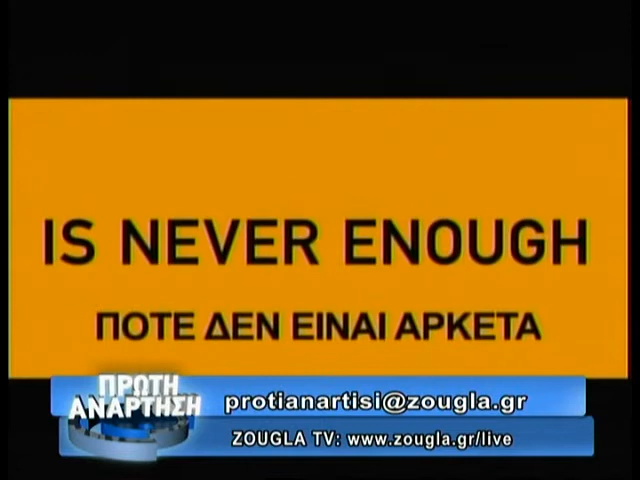 IS NEVER ENOUGH
ΠΟΤΕ ΔΕΝ ΕΙΝΑΙ ΑΡΚΕΤΑ
ΠΡΩΤΗ
ΑΝΑΡΤΗΣΗ
protianartisi@zougla.gr
ZOUGLA TV: www.zougla.gr/live